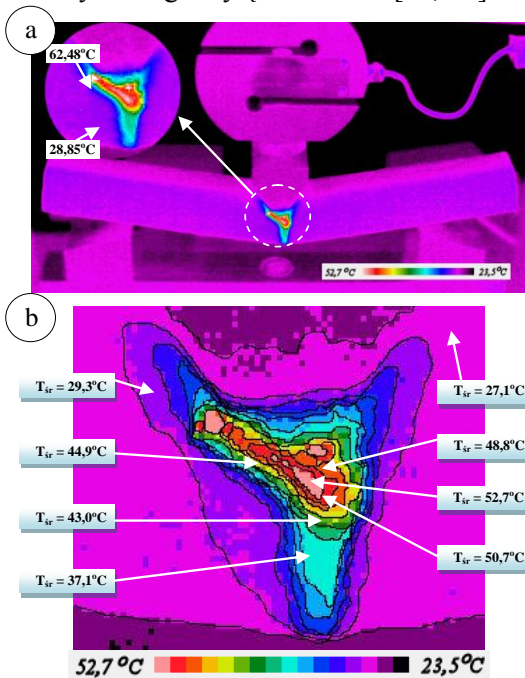 a
62,48°C
28,85°C
52,7°C 23,5°C
b
Tśr = 29,3°C
Tśr = 27,1°C
Tśr = 44,9°C
Tśr = 48,8°C
Tśr = 52,7°C
Tśr = 43,0°C
Tśr = 50,7°C
Tśr = 37,1°C
52,7°C 23,5°C